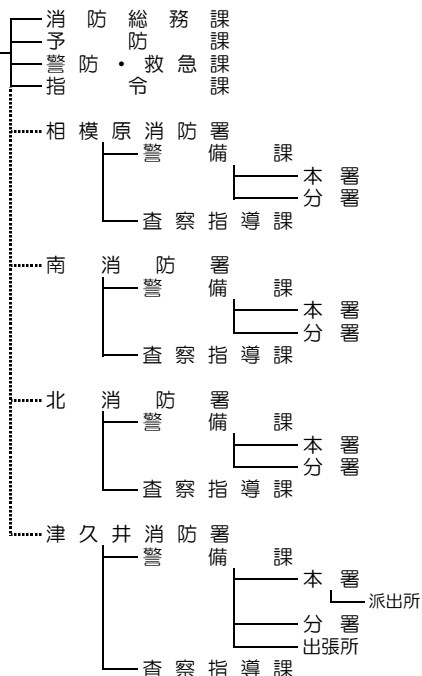 消防総務課
予防課
警防・救急課
指令課
相模原消防署
警備課
本署
分署
査察指導課
南消防署
警備課
本署
分署
査察指導課
北消防署
警備課
本署
分署
査察指導課
津久井消防署
警備課
本署
派出所
分署
出張所
査察指導課